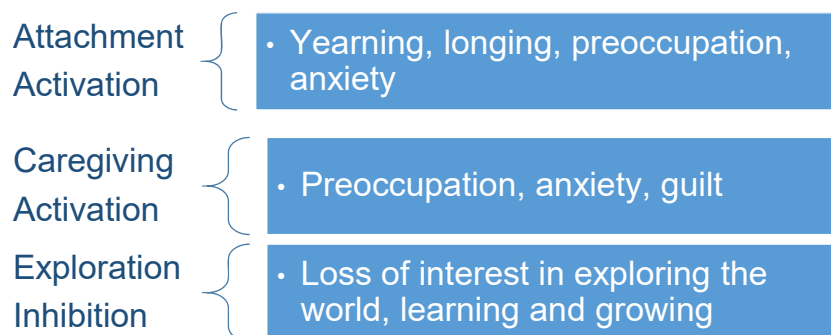 Attachment
Activation
• Yearning, longing, preoccupation,
anxiety
Caregiving
Activation
• Preoccupation, anxiety, guilt
Exploration
Inhibition
• Loss of interest in exploring the
world, learning and growing